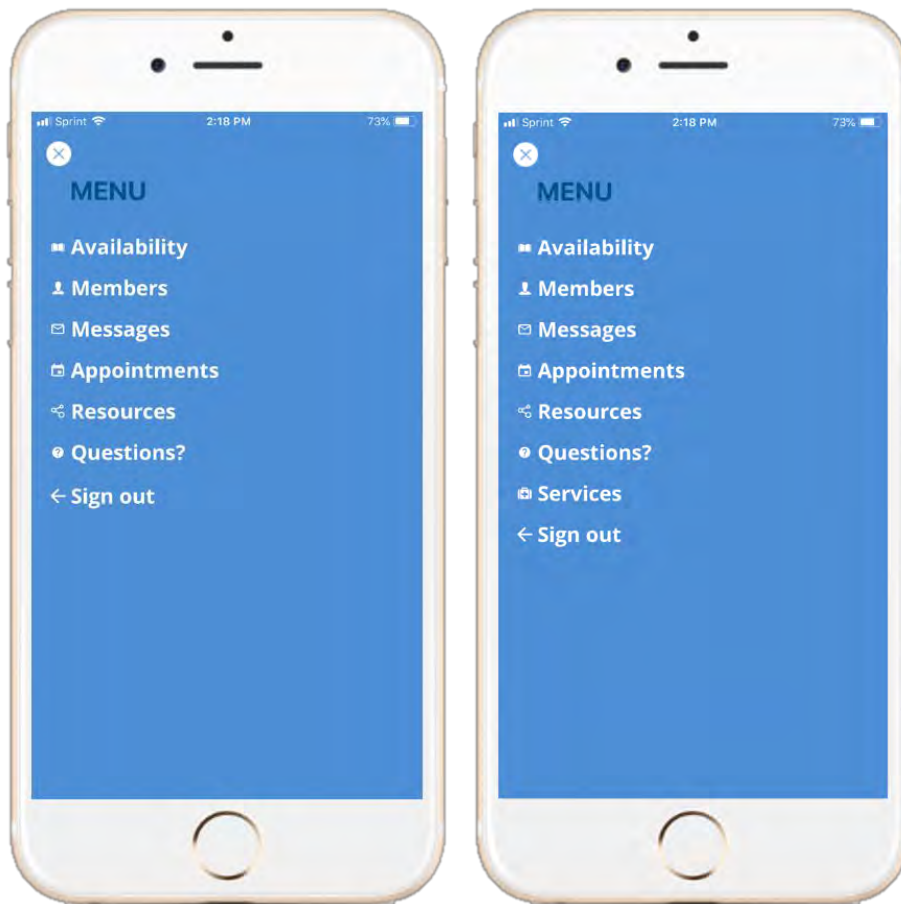 Sprint 2:18 PM 73%
MENU
Availability
Members
Messages
Appointments
Resources
Questions?
Sign out
Sprint 2:18 PM 73%
MENU
Availability
Members
Messages
Appointments
Resources
Questions?
Services
Sign out